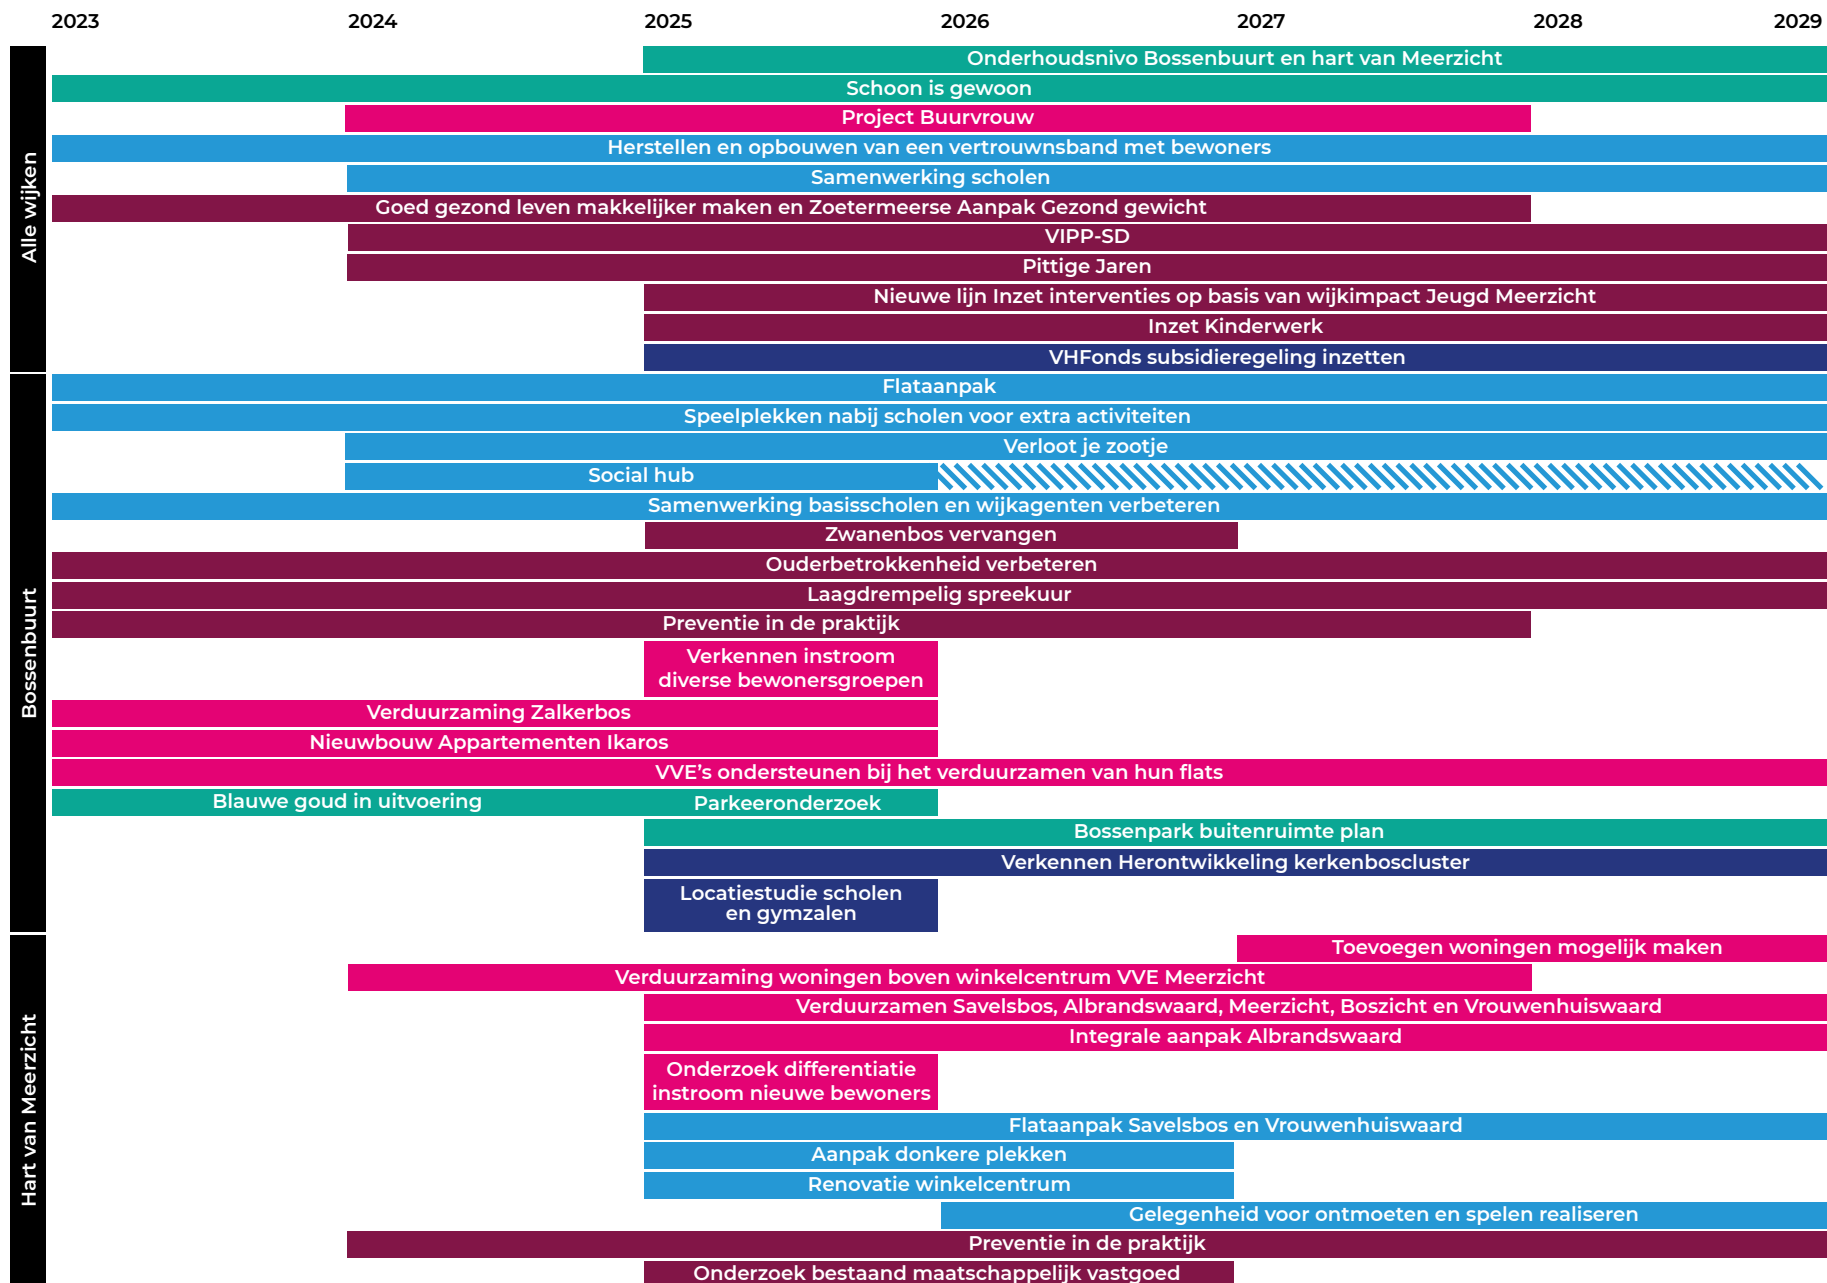 2023 2024 2025 2026 2027 2028 2029
Alle wijken
Onderhoudsnivo Bossenbuurt en hart van Meerzicht
Schoon is gewoon
Project Buurvrouw
Herstellen en opbouwen van een vertrouwnsband met bewoners
Samenwerking scholen
Goed gezond leven makkelijker maken en Zoetermeerse Aanpak Gezond gewicht
VIPP-SD
Pittige Jaren
Nieuwe lijn Inzet interventies op basis van wijkimpact Jeugd Meerzicht
Inzet Kinderwerk
VHFonds subsidieregeling inzetten
Bossenbuurt
Flataanpak
Speelplekken nabij scholen voor extra activiteiten
Verloot je zootje
Social hub
Samenwerking basisscholen en wijkagenten verbeteren
Zwanenbos vervangen
Ouderbetrokkenheid verbeteren
Laagdrempelig spreekuur
Preventie in de praktijk
Verkennen instroom
diverse bewonersgroepen
Verduurzaming Zalkerbos
Nieuwbouw Appartementen Ikaros
VVE’s ondersteunen bij het verduurzamen van hun flats
Blauwe goud in uitvoering Parkeeronderzoek
Bossenpark buitenruimte plan
Verkennen Herontwikkeling kerkenboscluster
Locatiestudie scholen
en gymzalen
Hart van Meerzicht
Toevoegen woningen mogelijk maken
Verduurzaming woningen boven winkelcentrum VVE Meerzicht
Verduurzamen Savelsbos, Albrandswaard, Meerzicht, Boszicht en Vrouwenhuiswaard
Integrale aanpak Albrandswaard
Onderzoek differentiatie
instroom nieuwe bewoners
Flataanpak Savelsbos en Vrouwenhuiswaard
Aanpak donkere plekken
Renovatie winkelcentrum
Gelegenheid voor ontmoeten en spelen realiseren
Preventie in de praktijk
Onderzoek bestaand maatschappelijk vastgoed